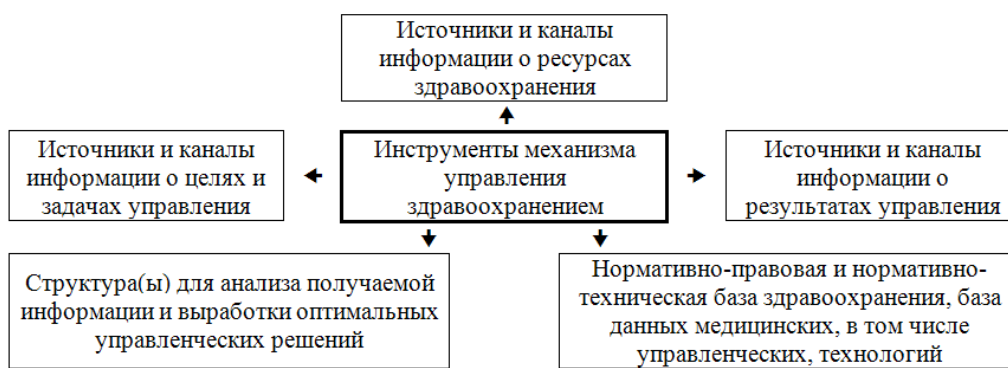 Источники и каналы
информации о ресурсах
здравоохранения
Источники и каналы
информации о целях и
задачах управления
Инструменты механизма
управления
здравоохранением
Источники и каналы
информации о
результатах управления
Структура(ы) для анализа получаемой
информации и выработки оптимальных
управленческих решений
Нормативно-правовая и нормативно-
техническая база здравоохранения, база
данных медицинских, в том числе
управленческих, технологий